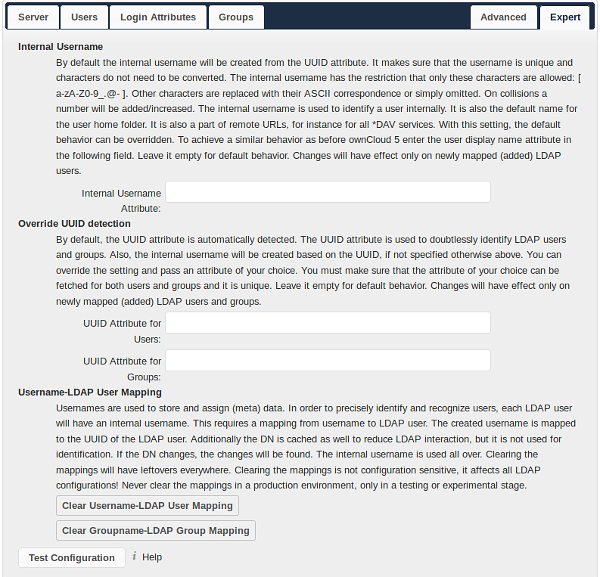 Server Users Login Attributes Groups Advanced Expert
Internal Username
By default the internal username will be created from the UUID attribute. It makes sure that the username is unique and
characters do not need to be converted. The internal username has the restriction that only these characters are allowed: [
a-zA-Z0-9_.@- ]. Other characters are replaced with their ASCII correspondence or simply omitted. On collisions a
number will be added/increased. The internal username is used to identify a user internally. It is also the default name for
the user home folder. It is also a part of remote URLs, for instance for all *DAV services. With this setting, the default
behavior can be overridden. To achieve a similar behavior as before ownCloud 5 enter the user display name attribute in
the following field. Leave it empty for default behavior. Changes will have effect only on newly mapped (added) LDAP
users.
Internal Username
Attribute:
Override UUID detection
By default, the UUID attribute is automatically detected. The UUID attribute is used to doubtlessly identify LDAP users
and groups. Also, the internal username will be created based on the UUID, if not specified otherwise above. You can
override the setting and pass an attribute of your choice. You must make sure that the attribute of your choice can be
fetched for both users and groups and it is unique. Leave it empty for default behavior. Changes will have effect only on
newly mapped (added) LDAP users and groups.
UUID Attribute for
Users:
UUID Attribute for
Groups:
Username-LDAP User Mapping
Usernames are used to store and assign (meta) data. In order to precisely identify and recognize users, each LDAP user
will have an internal username. This requires a mapping from username to LDAP user. The created username is mapped
to the UUID of the LDAP user. Additionally the DN is cached as well to reduce LDAP interaction, but it is not used for
identification. If the DN changes, the changes will be found. The internal username is used all over. Clearing the
mappings will have leftovers everywhere. Clearing the mappings is not configuration sensitive, it affects all LDAP
configurations! Never clear the mappings in a production environment, only in a testing or experimental stage.
Clear Username-LDAP User Mapping
Clear Groupname-LDAP Group Mapping
Test Configuration i Help